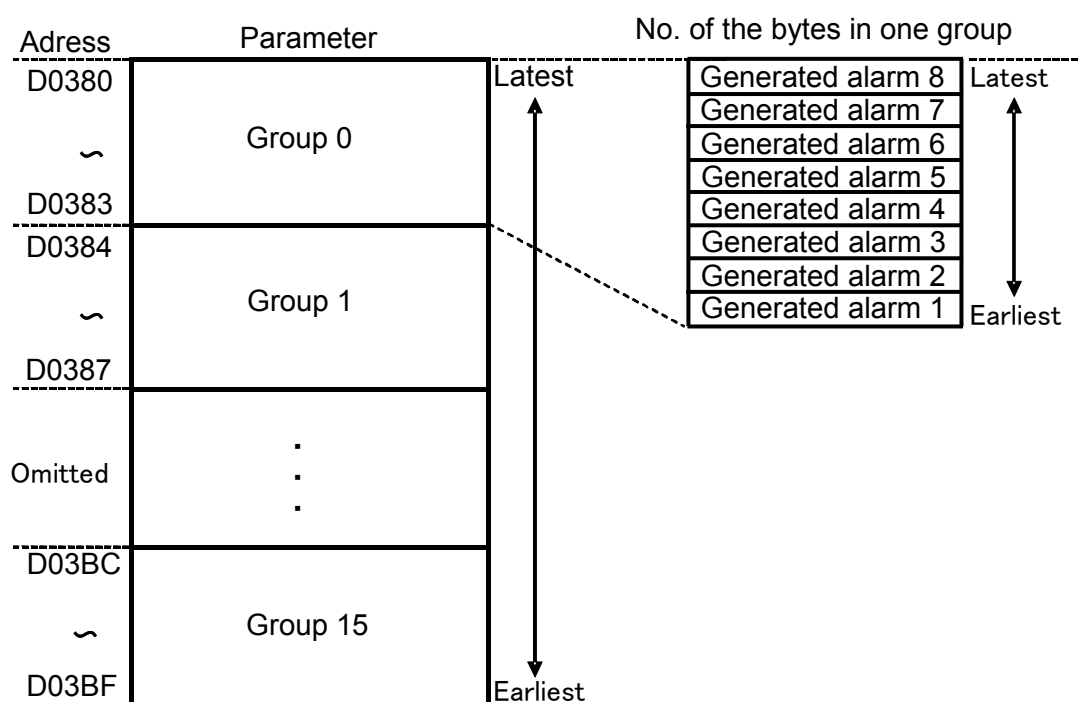 Adress
Parameter
No. of the bytes in one group
D0380
∽
D0383
D0384
∽
D0387
Omitted
D03BC
∽
D03BF
Group 0
Group 1
.
.
.
Group 15
Latest
Earliest
Generated alarm 8
Generated alarm 7
Generated alarm 6
Generated alarm 5
Generated alarm 4
Generated alarm 3
Generated alarm 2
Generated alarm 1
Latest
Earliest